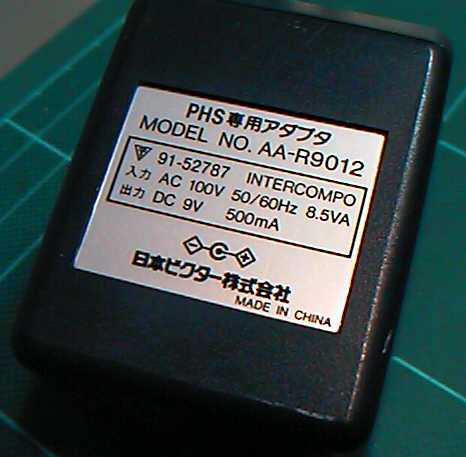 PHS専用アダプタ
MODEL NO. AA-R9012
91-52787 INTERCOMPO
入力 AC 100V 50/60Hz 8.5VA
出力 DC 9V 500mA
日本ビクター株式会社
MADE IN CHINA